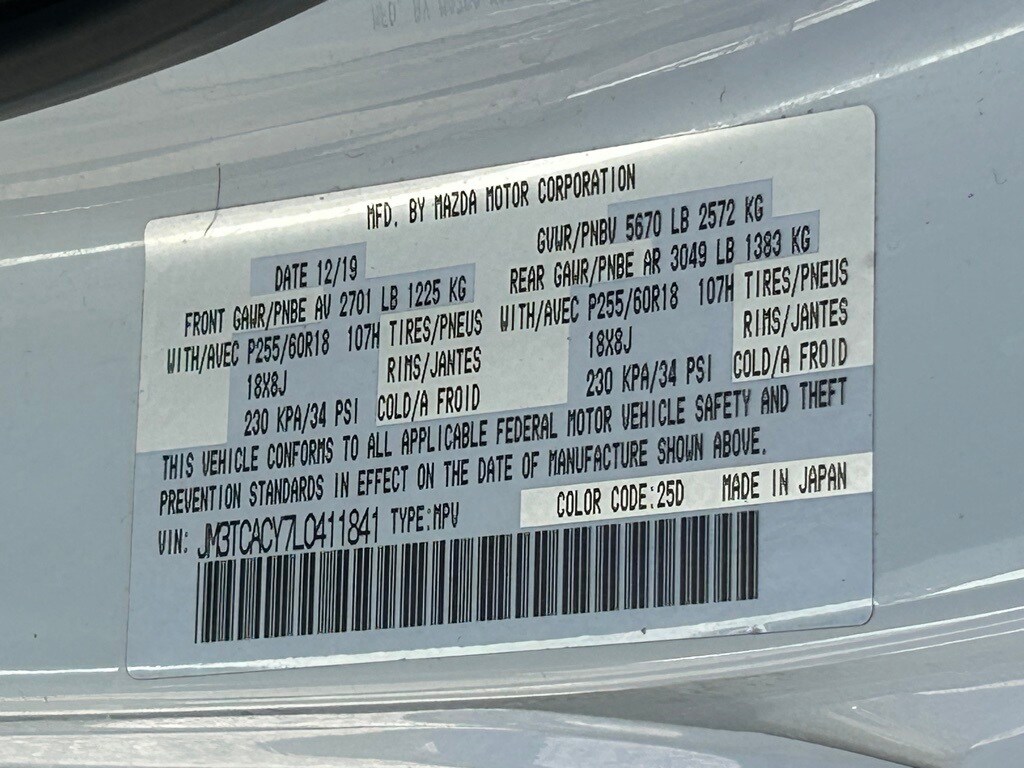 MFD. BY MAZDA MOTOR CORPORATION
DATE 12/19
GVWR/PNBV 5670 LB 2572 KG
FRONT GAWR/PNBE AV 2701 LB 1225 KG
REAR GAWR/PNBE AR 3049 LB 1383 KG
WITH/AVEC P255/60R18 107H TIRES/PNEUS
18X8J RIMS/JANTES
230 KPA/34 PSI COLD/A FROID
WITH/AVEC P255/60R18 107H TIRES/PNEUS
18X8J RIMS/JANTES
230 KPA/34 PSI COLD/A FROID
THIS VEHICLE CONFORMS TO ALL APPLICABLE FEDERAL MOTOR VEHICLE SAFETY AND THEFT
PREVENTION STANDARDS IN EFFECT ON THE DATE OF MANUFACTURE SHOWN ABOVE.
VIN: JM3TCACY7L0411841 TYPE:MPV
COLOR CODE:25D MADE IN JAPAN